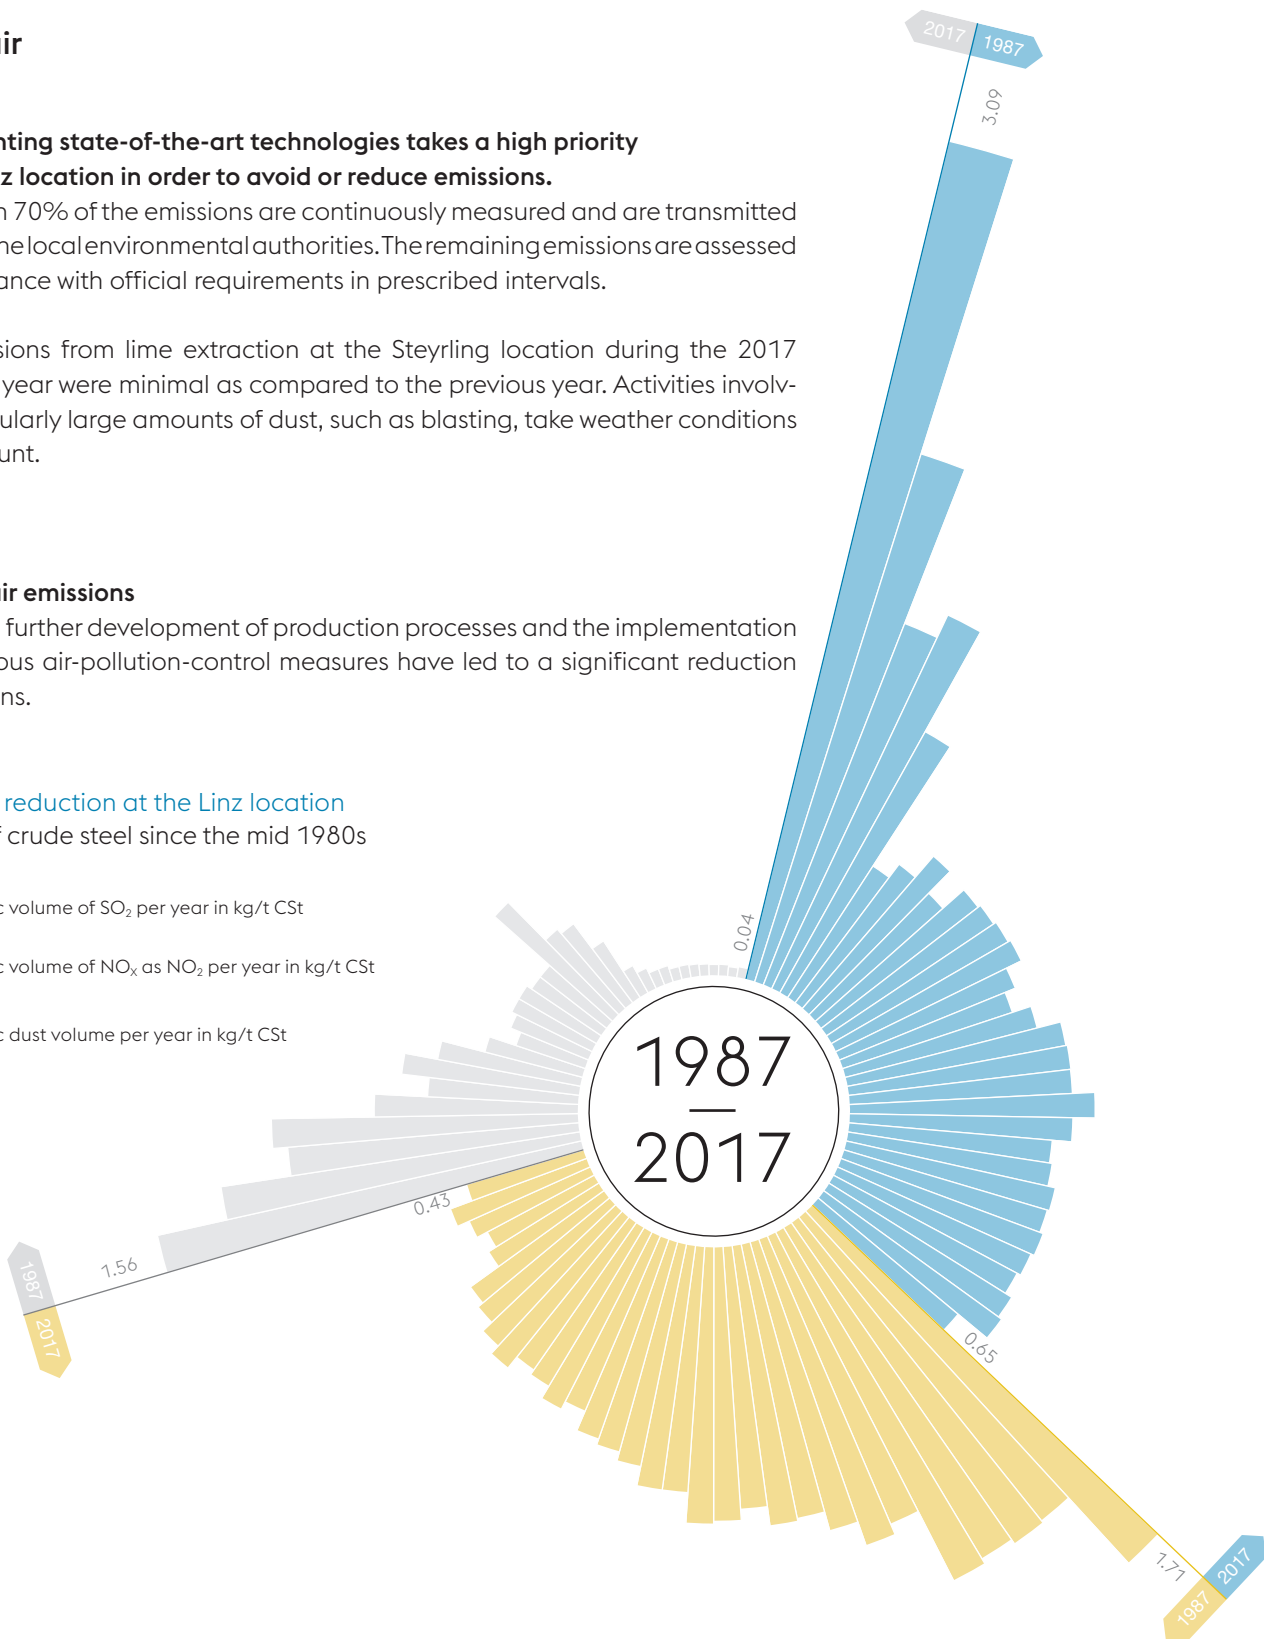 ir
nting state-of-the-art technologies takes a high priority
z location in order to avoid or reduce emissions.
n 70% of the emissions are continuously measured and are transmitted
ne local environmental authorities. The remaining emissions are assessed
ance with official requirements in prescribed intervals.
sions from lime extraction at the Steyrling location during the 2017
year were minimal as compared to the previous year. Activities involv-
ularly large amounts of dust, such as blasting, take weather conditions
unt.
ir emissions
further development of production processes and the implementation
ous air-pollution-control measures have led to a significant reduction
ns.
reduction at the Linz location
f crude steel since the mid 1980s
c volume of SO₂ per year in kg/t CSt
c volume of NOₓ as NO₂ per year in kg/t CSt
c dust volume per year in kg/t CSt
2017 1987
3.09
0.04
1987
2017
0.43
1.56
1987 2017
0.65
1.71
1987 2017